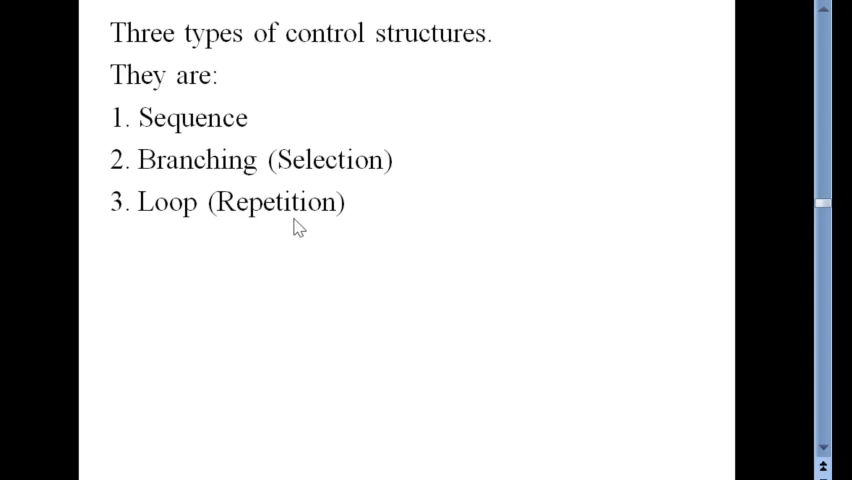 Three types of control structures.
They are:
1. Sequence
2. Branching (Selection)
3. Loop (Repetition)